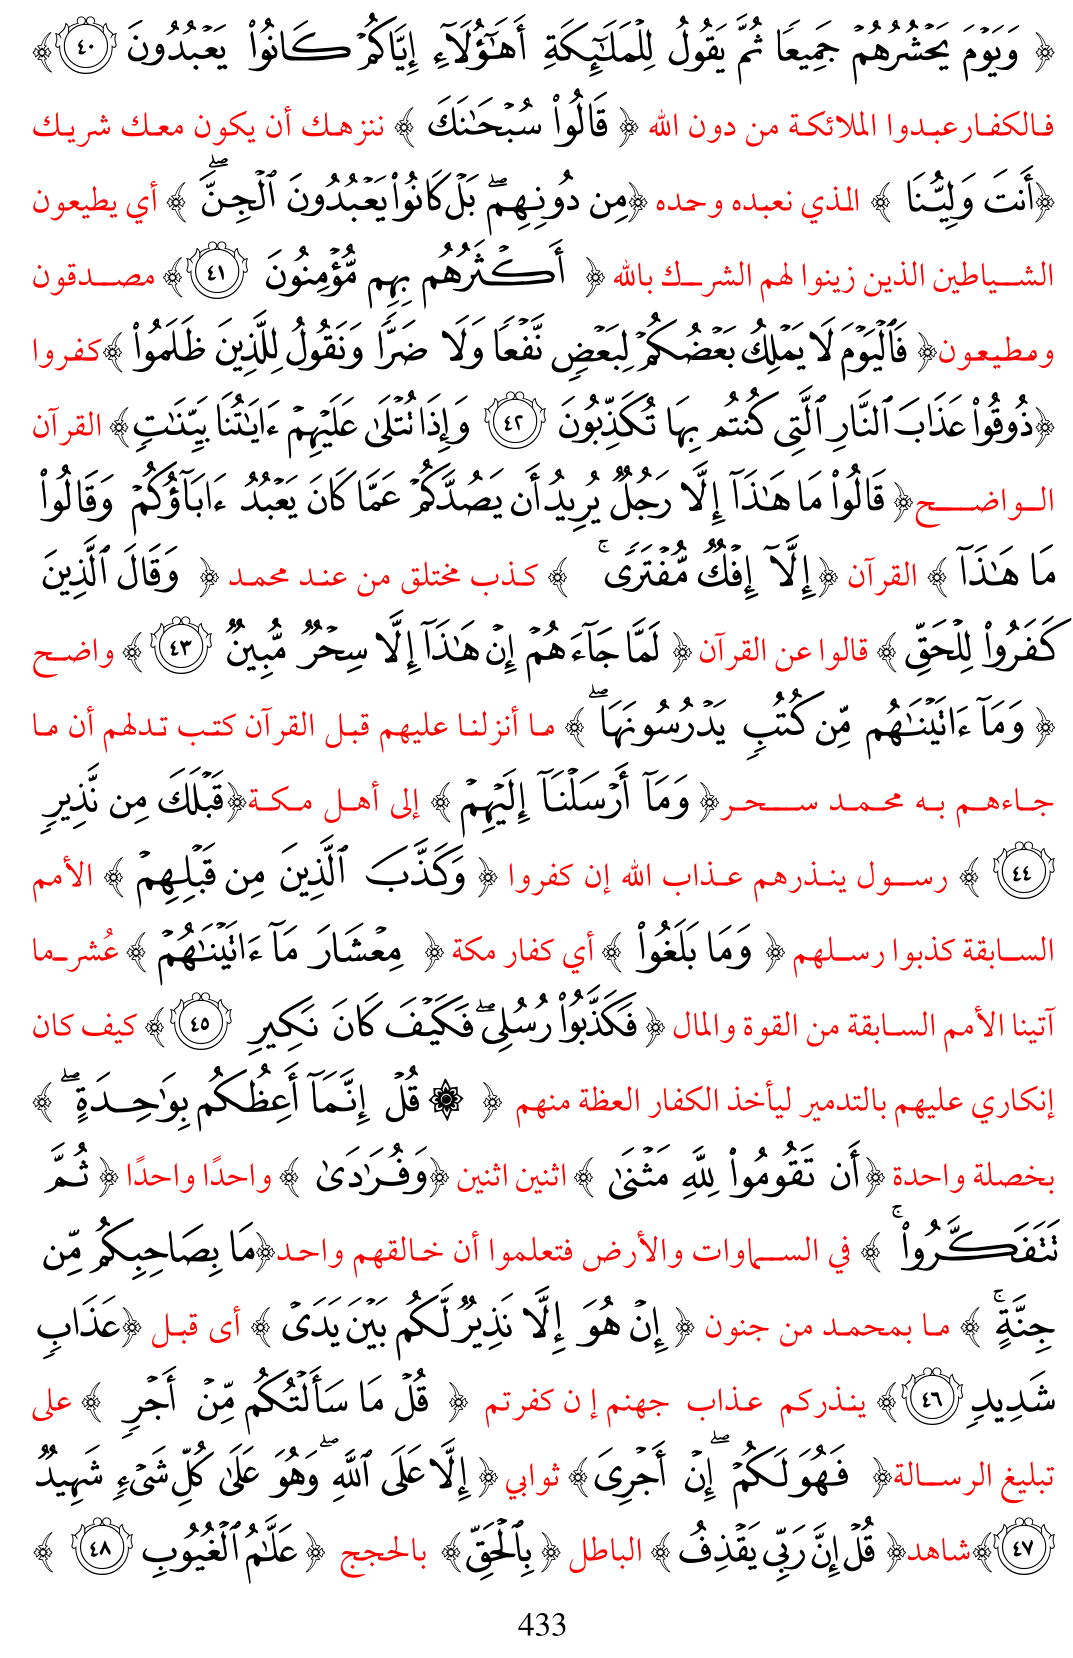 ﴿ وَيَوۡمَ يَحۡشُرُهُمۡ جَمِيعٗا ثُمَّ يَقُولُ لِلۡمَلَٰٓئِكَةِ أَهَٰٓؤُلَآءِ إِيَّاكُمۡ كَانُواْ يَعۡبُدُونَ ٤٠ ﴾
فالكفارعبدوا الملائكة من دون الله ﴿ قَالُواْ سُبۡحَٰنَكَ ﴾ ننزهك أن يكون معك شريك
﴿أَنتَ وَلِيُّنَا ﴾ الذي نعبده وحده ﴿مِن دُونِهِمۖ بَلۡ كَانُواْ يَعۡبُدُونَ ٱلۡجِنَّۖ ﴾ أي يطيعون
الشياطين الذين زينوا لهم الشرك بالله ﴿ أَكۡثَرُهُم بِهِم مُّؤۡمِنُونَ ٤١ ﴾ مصدقون
ومطيعون﴿ فَٱلۡيَوۡمَ لَا يَمۡلِكُ بَعۡضُكُمۡ لِبَعۡضٖ نَّفۡعٗا وَلَا ضَرّٗا وَنَقُولُ لِلَّذِينَ ظَلَمُواْ ﴾كفروا
﴿ذُوقُواْ عَذَابَ ٱلنَّارِ ٱلَّتِي كُنتُم بِهَا تُكَذِّبُونَ ٤٢ وَإِذَا تُتۡلَىٰ عَلَيۡهِمۡ ءَايَٰتُنَا بَيِّنَٰتٖ﴾ القرآن
الواضح﴿ قَالُواْ مَا هَٰذَآ إِلَّا رَجُلٞ يُرِيدُ أَن يَصُدَّكُمۡ عَمَّا كَانَ يَعۡبُدُ ءَابَآؤُكُمۡ وَقَالُواْ
مَا هَٰذَآ ﴾ القرآن ﴿إِلَّآ إِفۡكٞ مُّفۡتَرٗىۚ ﴾ كذب مختلق من عند محمد ﴿ وَقَالَ ٱلَّذِينَ
كَفَرُواْ لِلۡحَقِّ ﴾ قالوا عن القرآن ﴿ لَمَّا جَآءَهُمۡ إِنۡ هَٰذَآ إِلَّا سِحۡرٞ مُّبِينٞ ٤٣ ﴾ واضح
﴿ وَمَآ ءَاتَيۡنَٰهُم مِّن كُتُبٖ يَدۡرُسُونَهَاۖ ﴾ ما أنزلنا عليهم قبل القرآن كتب تدلهم أن ما
جاءهم به محمد سحر﴿ وَمَآ أَرۡسَلۡنَآ إِلَيۡهِمۡ ﴾ إلى أهل مكة﴿قَبۡلَكَ مِن نَّذِيرٖ
٤٤ ﴾ رسول ينذرهم عذاب الله إن كفروا ﴿ وَكَذَّبَ ٱلَّذِينَ مِن قَبۡلِهِمۡ ﴾ الأمم
السابقة كذبوا رسلهم ﴿ وَمَا بَلَغُواْ ﴾ أي كفار مكة ﴿ مِعۡشَارَ مَآ ءَاتَيۡنَٰهُمۡ ﴾ عُشر ما
آتينا الأمم السابقة من القوة والمال ﴿ فَكَذَّبُواْ رُسُلِيۖ فَكَيۡفَ كَانَ نَكِيرِ ٤٥ ﴾ كيف كان
إنكاري عليهم بالتدمير ليأخذ الكفار العظة منهم ﴿ ۞ قُلۡ إِنَّمَآ أَعِظُكُم بِوَٰحِدَةٍۖ ﴾
بخصلة واحدة ﴿أَن تَقُومُواْ لِلَّهِ مَثۡنَىٰ ﴾ اثنين اثنين ﴿وَفُرَٰدَىٰ ﴾ واحدًا واحدًا ﴿ ثُمَّ
تَتَفَكَّرُواْۚ ﴾ في السماوات والأرض فتعلموا أن خالقهم واحد﴿مَا بِصَاحِبِكُم مِّن
جِنَّةٍۚ ﴾ ما بمحمد من جنون ﴿ إِنۡ هُوَ إِلَّا نَذِيرٞ لَّكُم بَيۡنَ يَدَيۡ ﴾ أى قبل ﴿عَذَابٖ
شَدِيدٖ ٤٦ ﴾ ينذركم عذاب جهنم إن كفرتم ﴿ قُلۡ مَا سَأَلۡتُكُم مِّنۡ أَجۡرٖ ﴾ على
تبليغ الرسالة﴿ فَهُوَ لَكُمۡۖ إِنۡ أَجۡرِيَ ﴾ ثوابي ﴿ إِلَّا عَلَى ٱللَّهِۖ وَهُوَ عَلَىٰ كُلِّ شَيۡءٖ شَهِيدٞ
٤٧ ﴾شاهد﴿ قُلۡ إِنَّ رَبِّي يَقۡذِفُ ﴾ الباطل ﴿ بِٱلۡحَقِّ﴾ بالحجج ﴿ عَلَّٰمُ ٱلۡغُيُوبِ ٤٨ ﴾
433